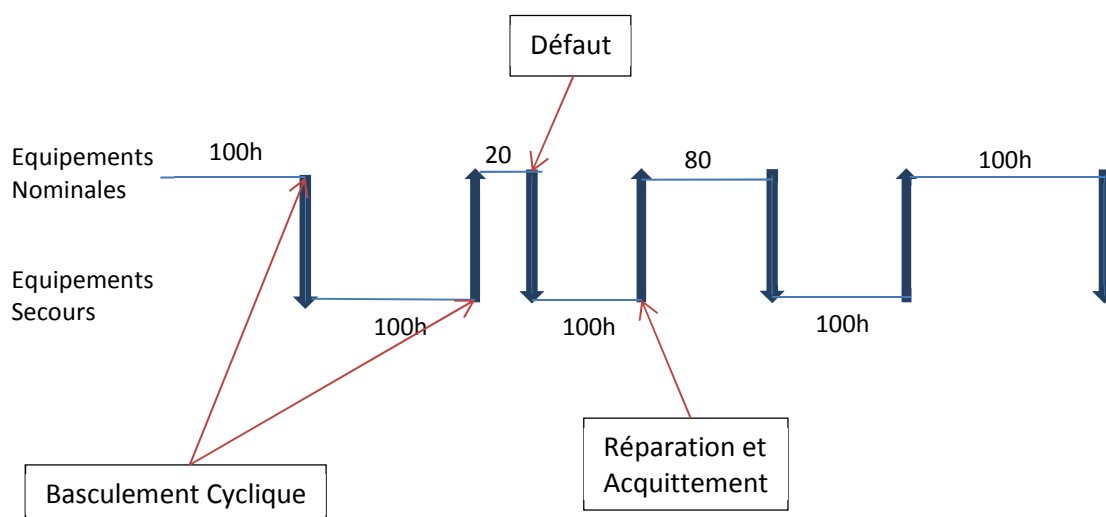 Défaut
Equipements
Nominales
100h
20
80
100h
Equipements
Secours
100h
100h
100h
Réparation et
Acquittement
Basculement Cyclique